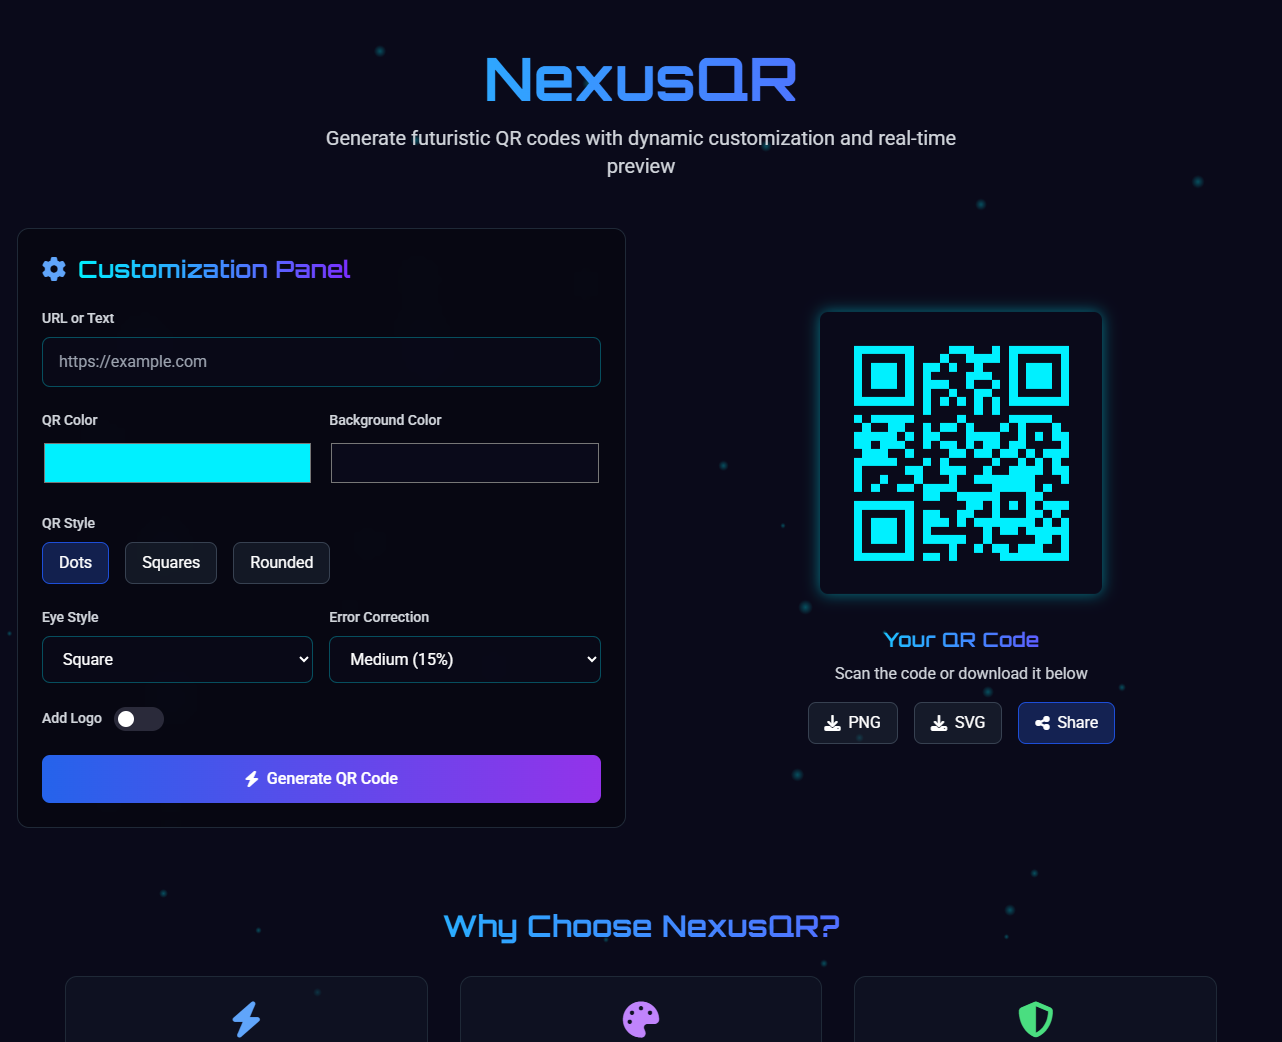 NexusQR
Generate futuristic QR codes with dynamic customization and real-time
preview
Customization Panel
URL or Text
https://example.com
QR Color
Background Color
QR Style
Dots
Squares
Rounded
Eye Style
Error Correction
Square
Medium (15%)
Add Logo
Generate QR Code
Your QR Code
Scan the code or download it below
PNG
SVG
Share
Why Choose NexusQR?